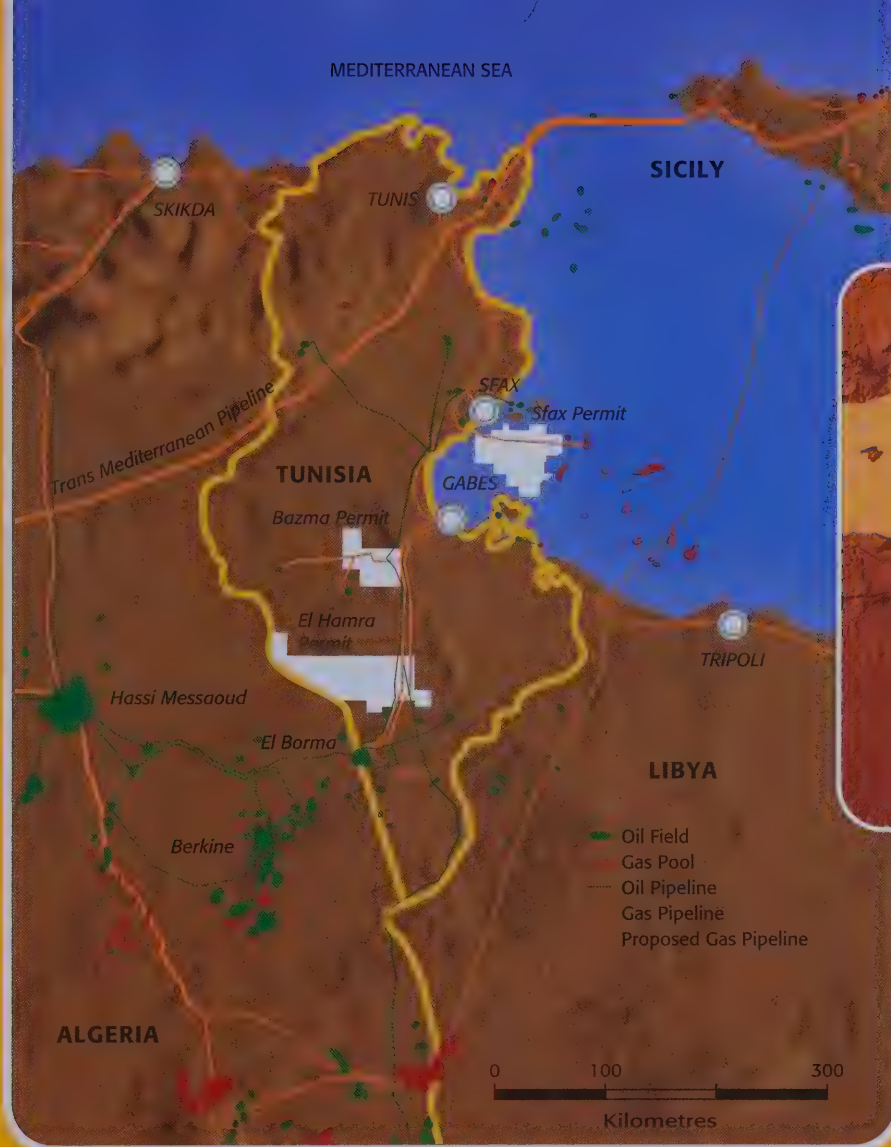 MEDITERRANEAN SEA
SICILY
TUNIS
SKIKDA
SFAX
Sfax Permit
Trans Mediterranean Pipeline
TUNISIA
GABES
Bazma Permit
El Hamra
Permit
TRIPOLI
Hassi Messaoud
El Borma
LIBYA
Oil Field
Berkine
Gas Pool
Oil Pipeline
Gas Pipeline
Proposed Gas Pipeline
ALGERIA
0 100 300
Kilometres